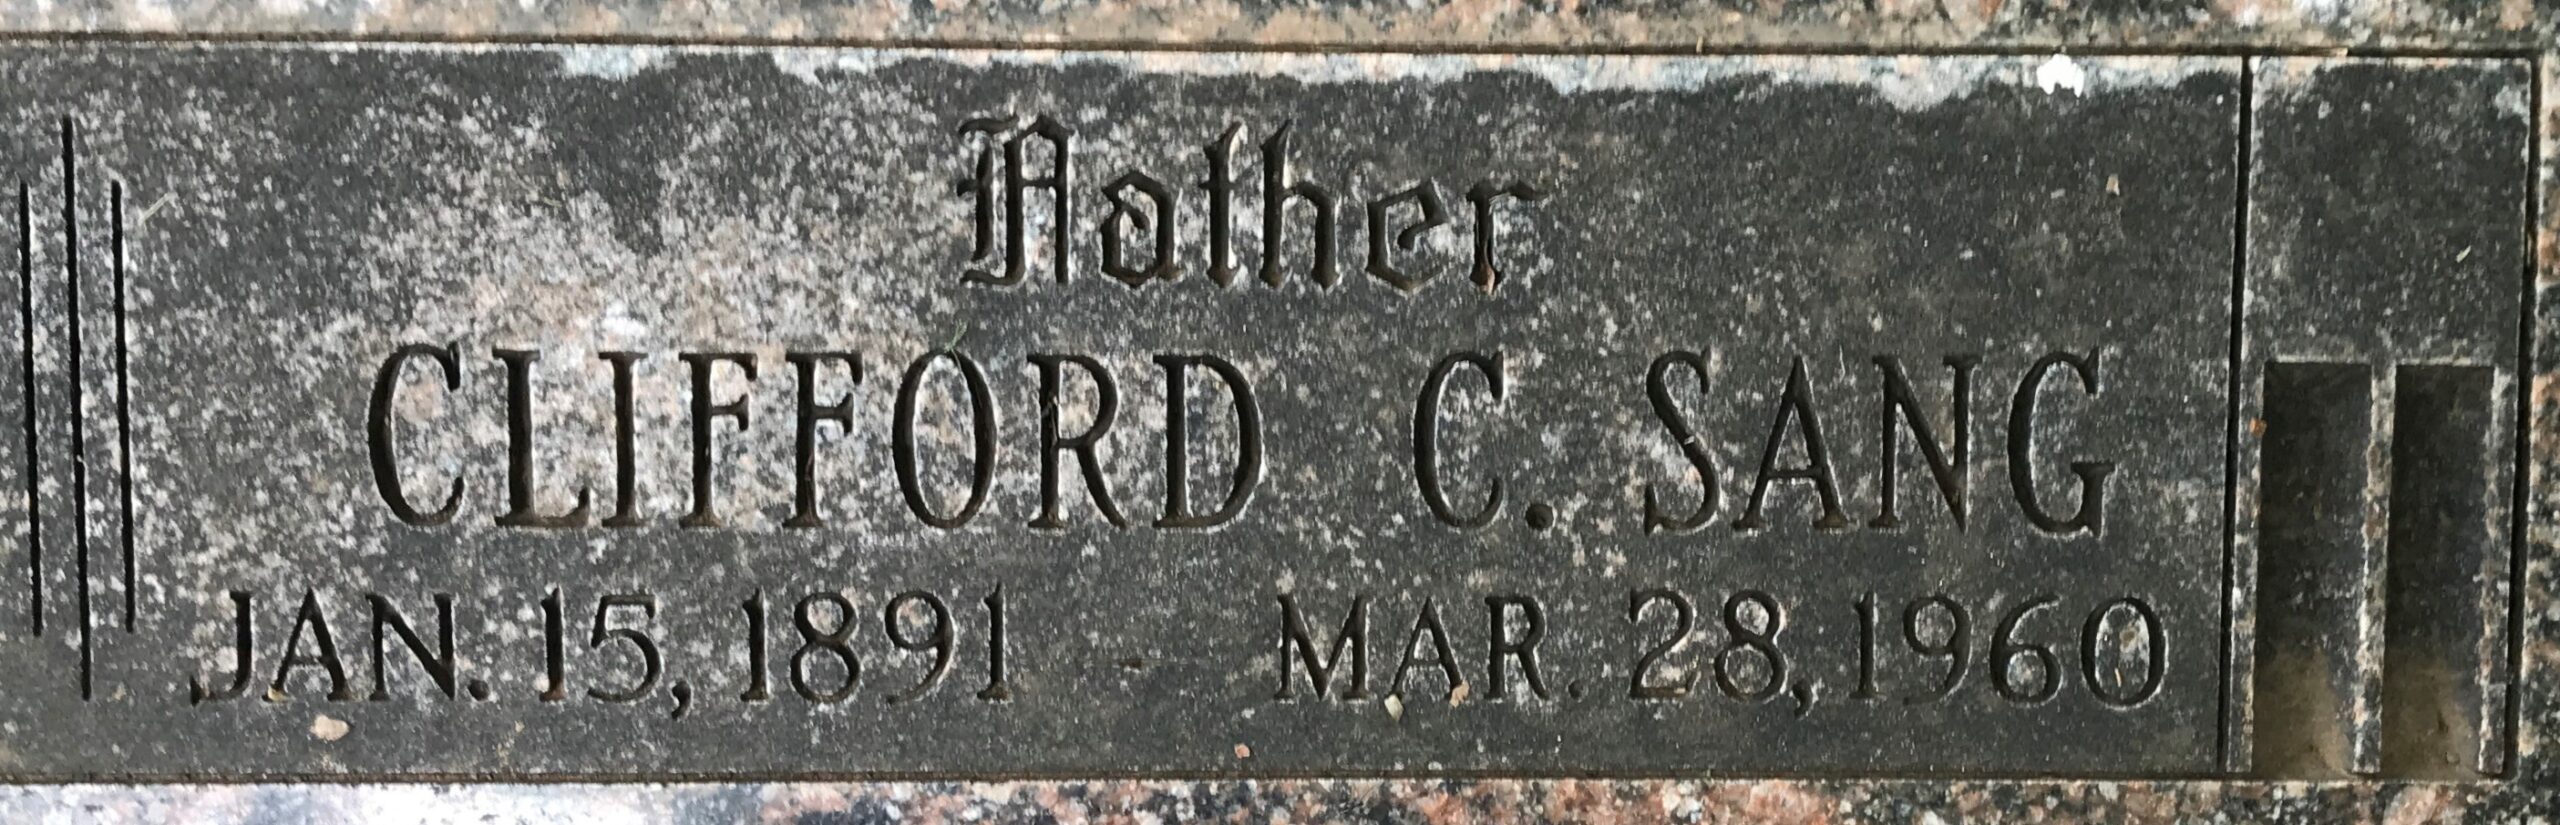 Father
CLIFFORD C. SANG
JAN. 15, 1891 - MAR. 28, 1960